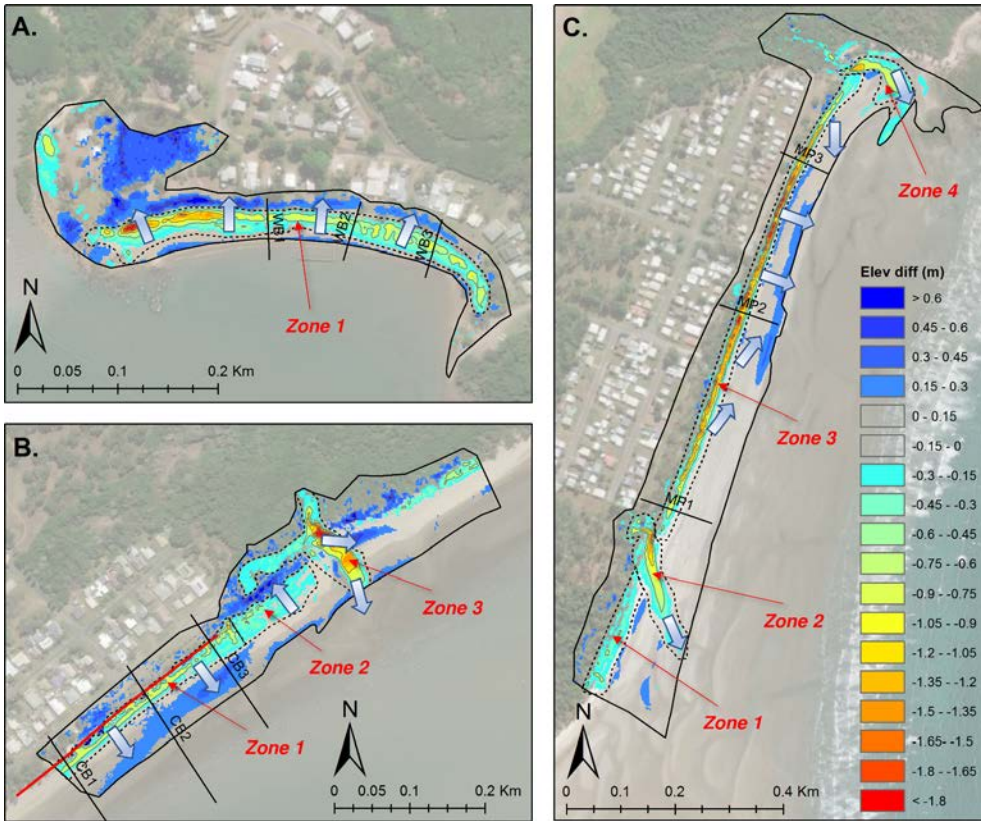 A.
WB1
WB2
WB3
Zone 1
N
0 0.05 0.1 0.2 Km
B.
CB1
CB2
CB3
Zone 1
Zone 2
Zone 3
N
0 0.05 0.1 0.2 Km
C.
MP3
MP2
MP1
Zone 4
Zone 3
Zone 2
Zone 1
N
0 0.1 0.2 0.4 Km
Elev diff (m)
> 0.6
0.45 - 0.6
0.3 - 0.45
0.15 - 0.3
0 - 0.15
-0.15 - 0
-0.3 - -0.15
-0.45 - -0.3
-0.6 - -0.45
-0.75 - -0.6
-0.9 - -0.75
-1.05 - -0.9
-1.2 - -1.05
-1.35 - -1.2
-1.5 - -1.35
-1.65- -1.5
-1.8 - -1.65
< -1.8